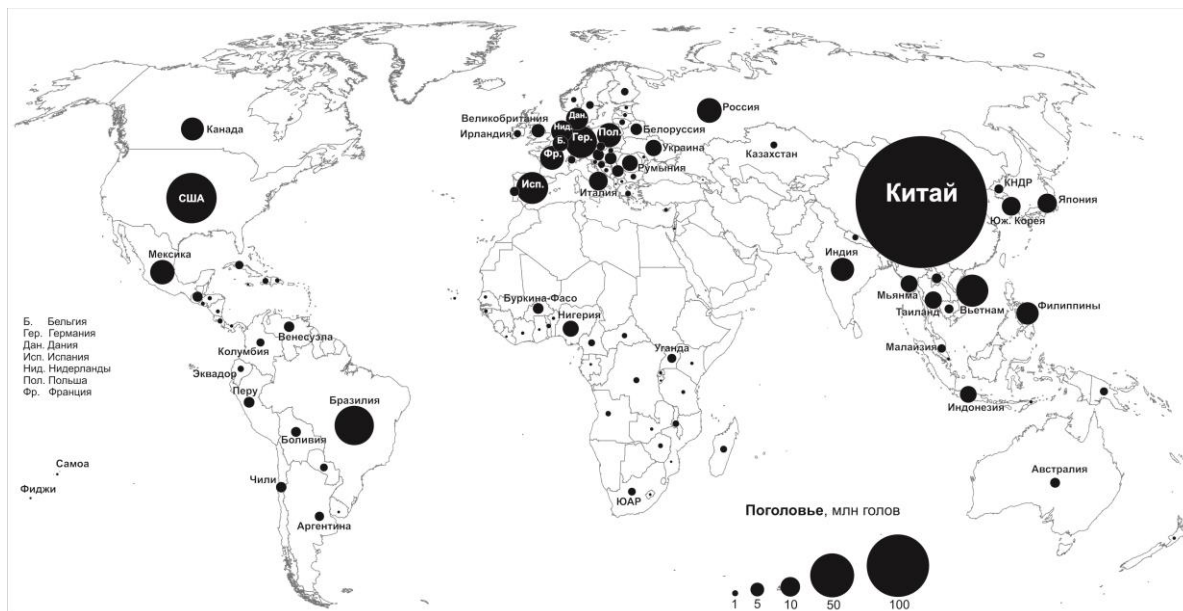 Великобритания
Ирландия
Дан.
Нид.
Б.
Гер.
Пол.
Фр.
Исп.
Италия
Белоруссия
Украина
Румыния
Россия
Казахстан
Китай
КНДР
Юж. Корея
Япония
Индия
Мьянма
Таиланд
Вьетнам
Филиппины
Малайзия
Индонезия
Австралия
Канада
США
Мексика
Венесуэла
Колумбия
Эквадор
Перу
Бразилия
Боливия
Чили
Аргентина
Самоа
Фиджи
Буркина-Фасо
Нигерия
Уганда
ЮАР
Б. Бельгия
Гер. Германия
Дан. Дания
Исп. Испания
Нид. Нидерланды
Пол. Польша
Фр. Франция
Поголовье, млн голов
1 5 10 50 100